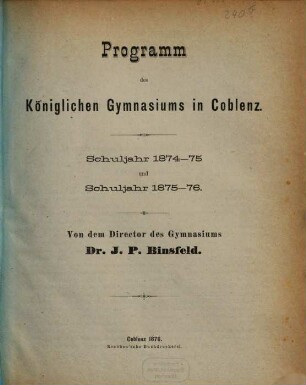 Programm
des
Königlichen Gymnasiums in Coblenz.
Schuljahr 1874—75
und
Schuljahr 1875—76.
Von dem Director des Gymnasiums
Dr. J. P. Binsfeld.
Coblenz 1876.